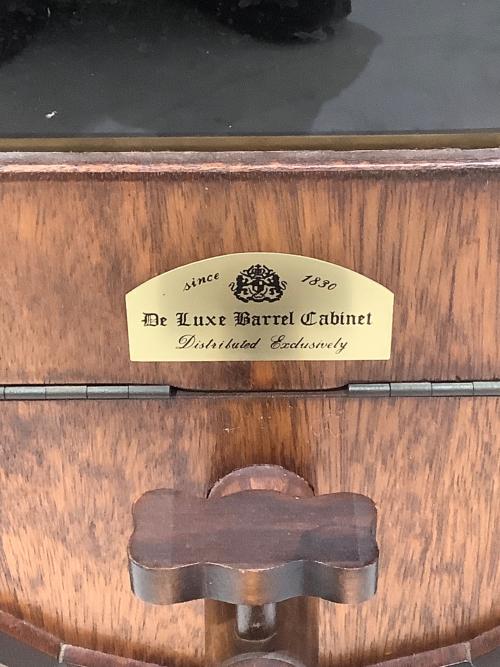 since 1830
De Luxe Barrel Cabinet
Distributed Exclusively